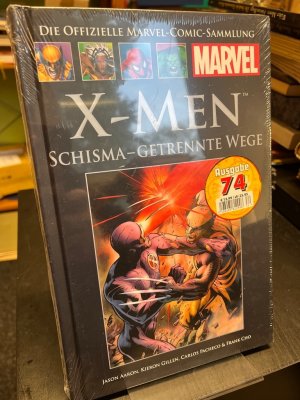 DIE OFFIZIELLE MARVEL-COMIC-SAMMLUNG
MARVEL
X-MEN™
SCHISMA–GETRENNTE WEGE
Ausgabe
74
JASON AARON, KIERON GILLEN, CARLOS PACHECO & FRANK CHO